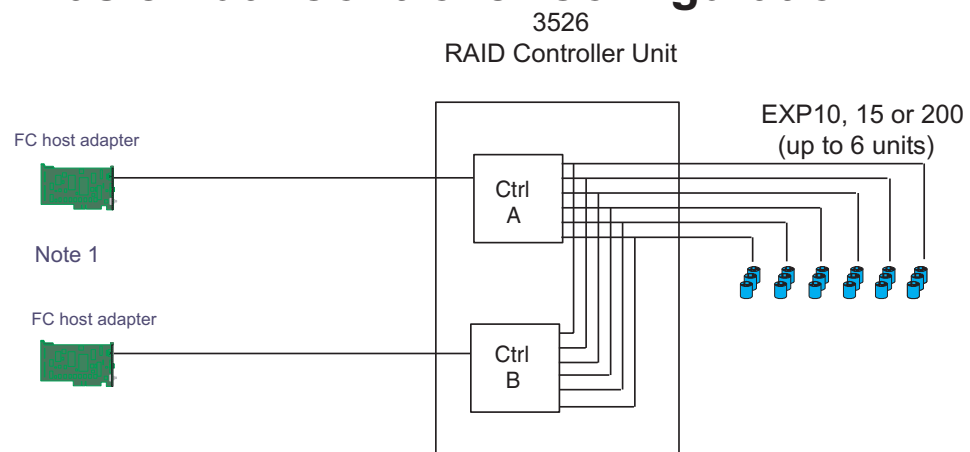 3526
RAID Controller Unit
EXP10, 15 or 200
(up to 6 units)
FC host adapter
Ctrl
A
Note 1
FC host adapter
Ctrl
B